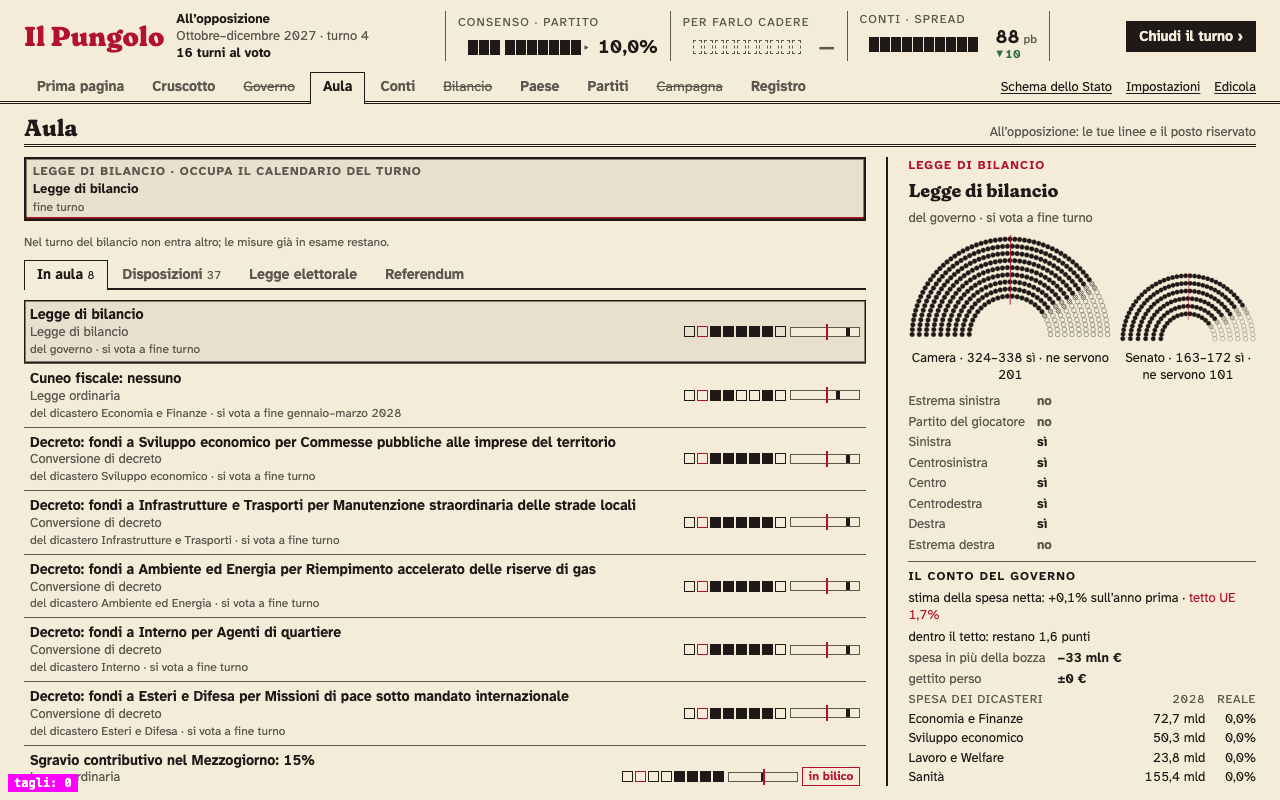 Il Pungolo
All'opposizione
Ottobre–dicembre 2027 · turno 4
16 turni al voto
CONSENSO · PARTITO
10,0%
PER FARLO CADERE
—
CONTI · SPREAD
88 pb
▼10
Chiudi il turno ›
Prima pagina
Cruscotto
Governo
Aula
Conti
Bilancio
Paese
Partiti
Campagna
Registro
Schema dello Stato
Impostazioni
Edicola
Aula
All'opposizione: le tue linee e il posto riservato
LEGGE DI BILANCIO · OCCUPA IL CALENDARIO DEL TURNO
Legge di bilancio
fine turno
Nel turno del bilancio non entra altro; le misure già in esame restano.
In aula 8
Disposizioni 37
Legge elettorale
Referendum
Legge di bilancio
Legge di bilancio
del governo · si vota a fine turno
Cuneo fiscale: nessuno
Legge ordinaria
del dicastero Economia e Finanze · si vota a fine gennaio–marzo 2028
Decreto: fondi a Sviluppo economico per Commesse pubbliche alle imprese del territorio
Conversione di decreto
del dicastero Sviluppo economico · si vota a fine turno
Decreto: fondi a Infrastrutture e Trasporti per Manutenzione straordinaria delle strade locali
Conversione di decreto
del dicastero Infrastrutture e Trasporti · si vota a fine turno
Decreto: fondi a Ambiente ed Energia per Riempimento accelerato delle riserve di gas
Conversione di decreto
del dicastero Ambiente ed Energia · si vota a fine turno
Decreto: fondi a Interno per Agenti di quartiere
Conversione di decreto
del dicastero Interno · si vota a fine turno
Decreto: fondi a Esteri e Difesa per Missioni di pace sotto mandato internazionale
Conversione di decreto
del dicastero Esteri e Difesa · si vota a fine turno
Sgravio contributivo nel Mezzogiorno: 15%
rdinaria
in bilico
tagli: 0
LEGGE DI BILANCIO
Legge di bilancio
del governo · si vota a fine turno
Camera · 324–338 sì · ne servono
201
Senato · 163–172 sì ·
ne servono 101
Estrema sinistra no
Partito del giocatore no
Sinistra sì
Centrosinistra sì
Centro sì
Centrodestra sì
Destra sì
Estrema destra no
IL CONTO DEL GOVERNO
stima della spesa netta: +0,1% sull'anno prima · tetto UE
1,7%
dentro il tetto: restano 1,6 punti
spesa in più della bozza −33 mln €
gettito perso ±0 €
SPESA DEI DICASTERI 2028 REALE
Economia e Finanze 72,7 mld 0,0%
Sviluppo economico 50,3 mld 0,0%
Lavoro e Welfare 23,8 mld 0,0%
Sanità 155,4 mld 0,0%